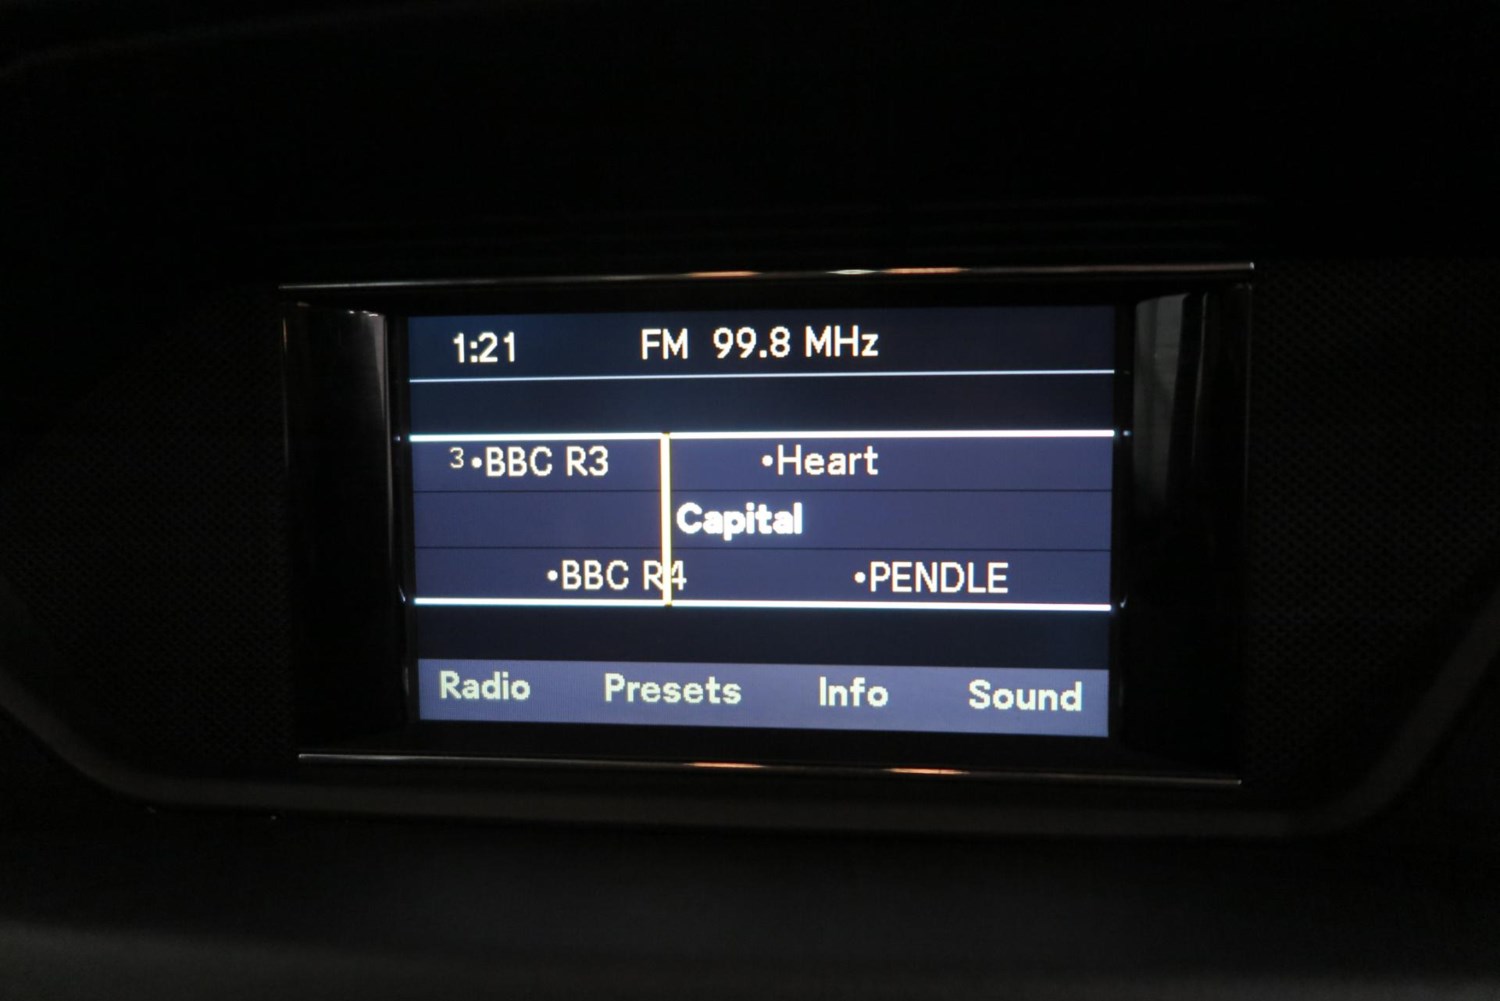 1:21 FM 99.8 MHz
3 •BBC R3 •Heart
Capital
•BBC R4 •PENDLE
Radio Presets Info Sound